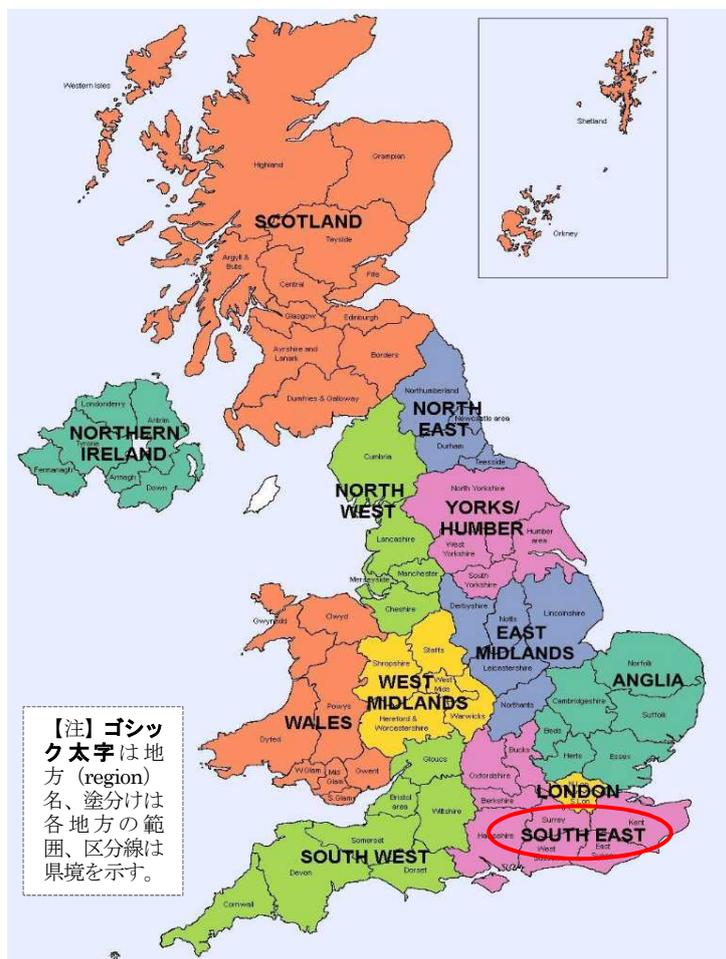 Western Isles
Shetland
Orkney
Highland
Grampian
SCOTLAND
Tayside
Argyll &
Bute
Central
Fife
Glasgow
Edinburgh
Ayrshire and
Lanark
Borders
Dumfries & Galloway
Londonderry
Antrim
NORTHERN
Tyrone
IRELAND
Fermanagh
Armagh
Down
Northumberland
NORTH
Newcastle area
EAST
Durham
Teesside
Cumbria
NORTH
WEST
Lancashire
Manchester
Merseyside
Cheshire
North Yorkshire
YORKS/
HUMBER
Humber
area
West
Yorkshire
South
Yorkshire
Derbyshire
Notts
Lincolnshire
EAST
MIDLANDS
Leicestershire
Northants
Gwynedd
Clwyd
Powys
WALES
Dyfed
W.Glam
Mid
Glam
Gwent
S.Glam
Staffs
Shropshire
WEST
West
Mids
MIDLANDS
Hereford &
Worcestershire
Warwicks
Norfolk
ANGLIA
Cambridgeshire
Suffolk
Beds
Herts
Essex
Bucks
Oxfordshire
Berkshire
LONDON
S.Lon
Surrey
Kent
Hampshire
SOUTH EAST
West
East
Gloucs
Bristol
area
Wiltshire
Somerset
SOUTH WEST
Devon
Dorset
Cornwall
【注】ゴシッ
ク太字は地
方（region）
名、塗分けは
各地方の範
囲、区分線は
県境を示す。